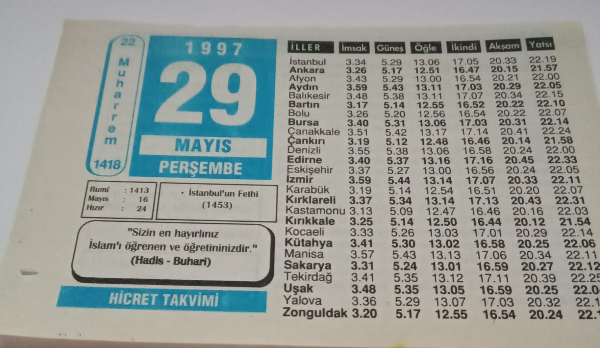 22
Muharrem
1418
1997
29
MAYIS
PERŞEMBE
Rumi : 1413
Mayıs : 16
Hızır : 24
· İstanbul'un Fethi
(1453)
"Sizin en hayırlınız
İslam'ı öğrenen ve öğretininizdir."
(Hadis - Buhari)
HİCRET TAKVİMİ
İLLER İmsak Güneş Öğle İkindi Akşam Yatsı
İstanbul 3.34 5.29 13.06 17.05 20.33 22.19
Ankara 3.26 5.17 12.51 16.47 20.15 21.57
Afyon 3.43 5.29 13.00 16.54 20.21 22.00
Aydın 3.59 5.43 13.11 17.03 20.29 22.05
Balıkesir 3.48 5.38 13.11 17.07 20.34 22.15
Bartın 3.17 5.14 12.55 16.52 20.22 22.10
Bolu 3.26 5.20 12.56 16.54 20.22 22.07
Bursa 3.40 5.31 13.06 17.03 20.31 22.14
Çanakkale 3.51 5.42 13.17 17.14 20.41 22.24
Çankırı 3.19 5.12 12.48 16.46 20.14 21.58
Denizli 3.55 5.38 13.06 16.58 20.24 22.00
Edirne 3.40 5.37 13.16 17.16 20.45 22.33
Eskişehir 3.37 5.27 13.00 16.56 20.24 22.05
İzmir 3.59 5.44 13.14 17.07 20.33 22.11
Karabük 3.19 5.14 12.54 16.51 20.20 22.07
Kırklareli 3.37 5.34 13.14 17.13 20.43 22.31
Kastamonu 3.13 5.09 12.47 16.46 20.16 22.03
Kırıkkale 3.25 5.14 12.50 16.44 20.12 21.54
Kocaeli 3.33 5.26 13.03 17.01 20.29 22.14
Kütahya 3.41 5.30 13.02 16.58 20.25 22.06
Manisa 3.57 5.43 13.13 17.06 20.34 22.11
Sakarya 3.31 5.24 13.01 16.59 20.27 22.12
Tekirdağ 3.41 5.35 13.12 17.11 20.39 22.25
Uşak 3.48 5.35 13.05 16.59 20.25 22.0
Yalova 3.36 5.29 13.07 17.03 20.32 22.1
Zonguldak 3.20 5.17 12.55 16.54 20.24 22.1